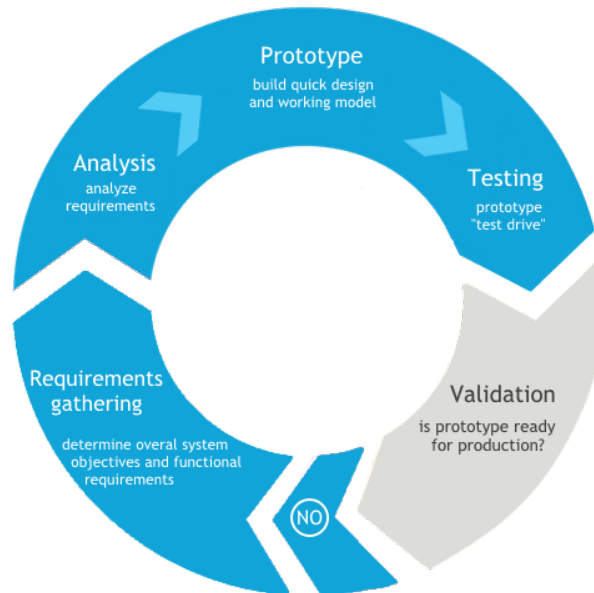 Prototype
build quick design
and working model
Analysis
analyze
requirements
Testing
prototype
"test drive"
Requirements
gathering
determine overal system
objectives and functional
requirements
Validation
is prototype ready
for production?
NO